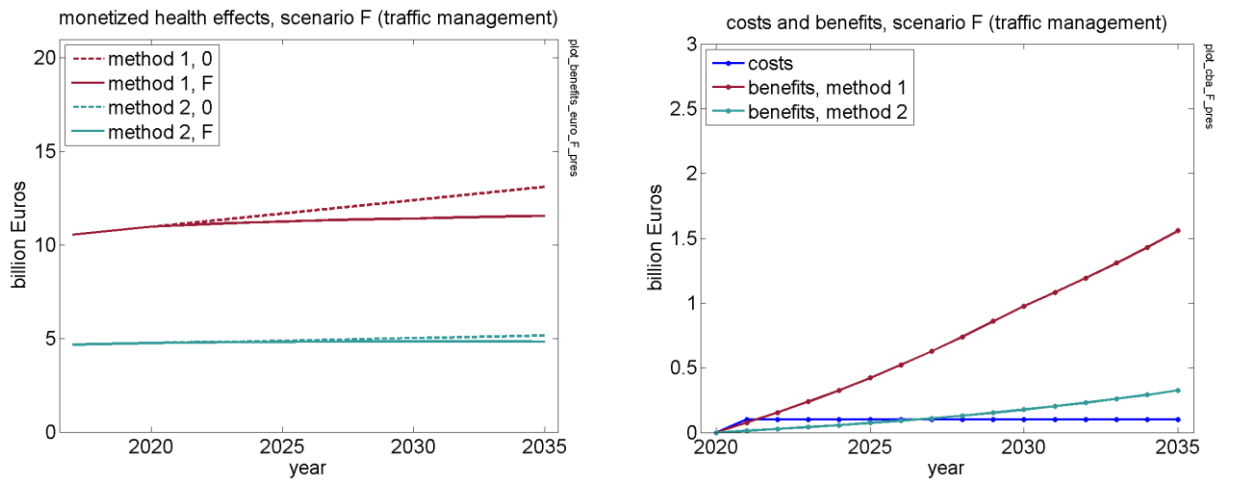 monetized health effects, scenario F (traffic management)
method 1, 0
method 1, F
method 2, 0
method 2, F
20
15
10
5
0
billion Euros
2020
2025
2030
2035
year
plot_benefits_euro_F_pres
costs and benefits, scenario F (traffic management)
costs
benefits, method 1
benefits, method 2
3
2.5
2
1.5
1
0.5
0
billion Euros
2020
2025
2030
2035
year
plot_cba_F_pres